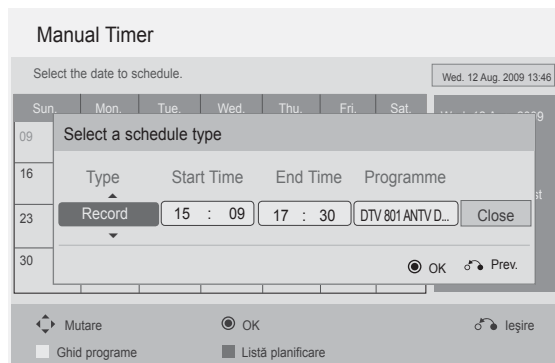 Manual Timer
Select the date to schedule.
Wed. 12 Aug. 2009 13:46
Sun. Mon. Tue. Wed. Thu. Fri. Sat.
09
Select a schedule type
16
Type Start Time End Time Programme
23
Record 15 : 09 17 : 30 DTV 801 ANTV D... Close
30
OK Prev.
Mutare OK Ieşire
Ghid programe Listă planificare